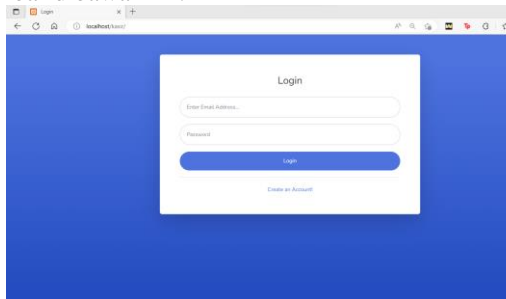 Login
localhost/kasir/
Login
Enter Email Address...
Password
Login
Create an Account!